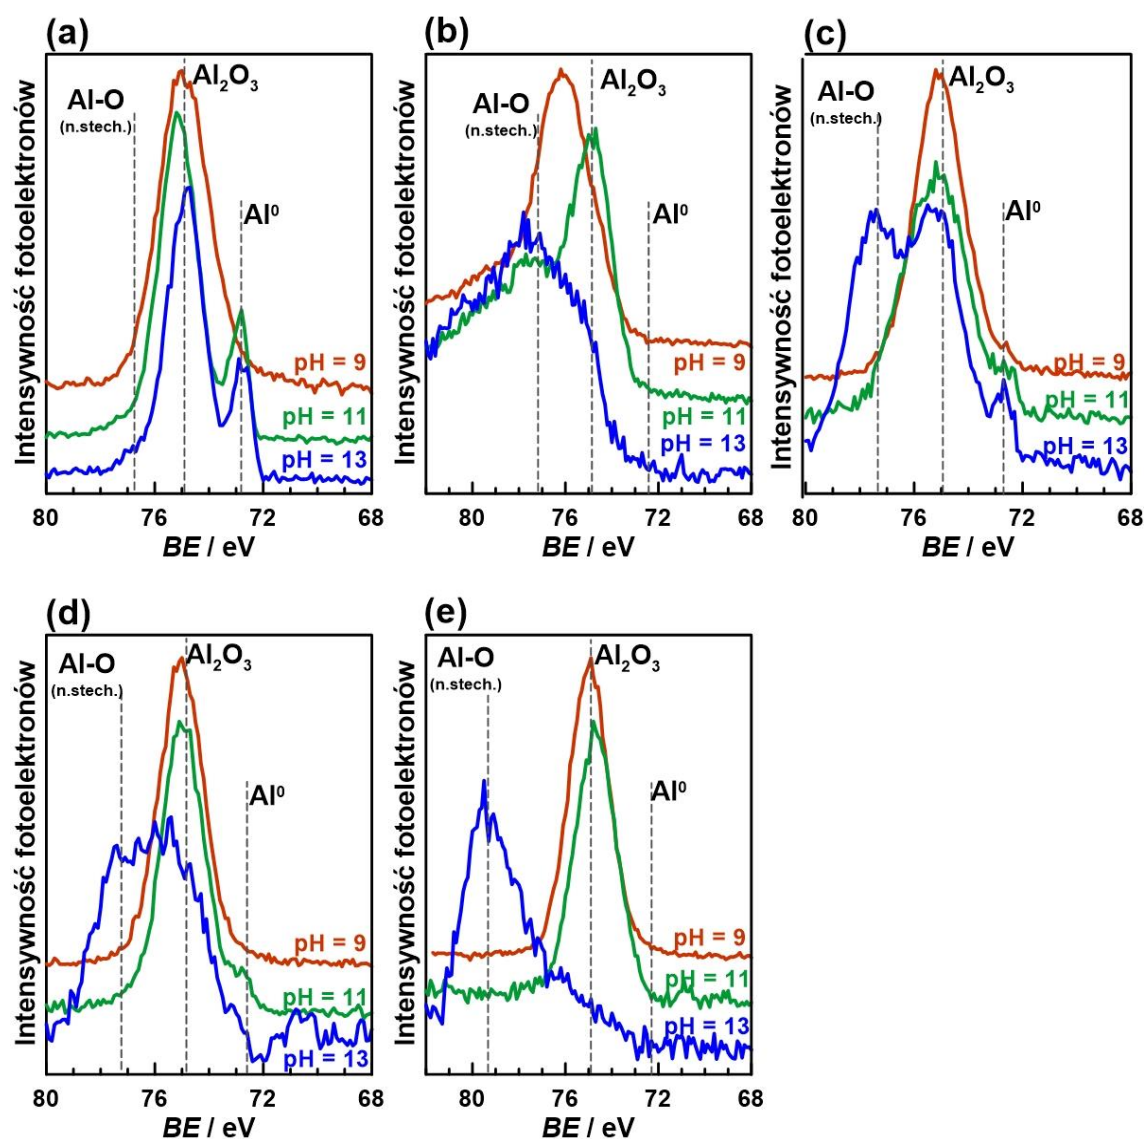 (a)
Intensywność fotoelektronów
Al-O
(n.stech.)
Al₂O₃
Al⁰
pH = 9
pH = 11
pH = 13
80 76 72 68
BE / eV
(b)
Intensywność fotoelektronów
Al-O
(n.stech.)
Al₂O₃
Al⁰
pH = 9
pH = 11
pH = 13
80 76 72 68
BE / eV
(c)
Intensywność fotoelektronów
Al-O
(n.stech.)
Al₂O₃
Al⁰
pH = 9
pH = 11
pH = 13
80 76 72 68
BE / eV
(d)
Intensywność fotoelektronów
Al-O
(n.stech.)
Al₂O₃
Al⁰
pH = 9
pH = 11
pH = 13
80 76 72 68
BE / eV
(e)
Intensywność fotoelektronów
Al-O
(n.stech.)
Al₂O₃
Al⁰
pH = 9
pH = 11
pH = 13
80 76 72 68
BE / eV